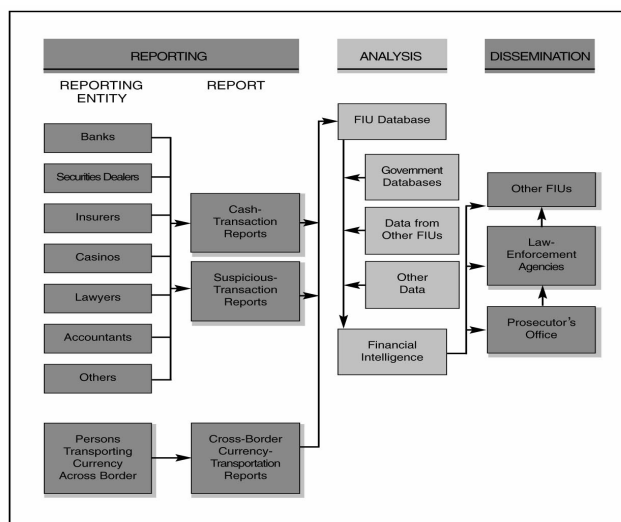 REPORTING
REPORTING
ENTITY
REPORT
Banks
Securities Dealers
Insurers
Casinos
Lawyers
Accountants
Others
Persons
Transporting
Currency
Across Border
Cash-
Transaction
Reports
Suspicious-
Transaction
Reports
Cross-Border
Currency-
Transportation
Reports
ANALYSIS
FIU Database
Government
Databases
Data from
Other FIUs
Other
Data
Financial
Intelligence
DISSEMINATION
Other FIUs
Law-
Enforcement
Agencies
Prosecutor's
Office